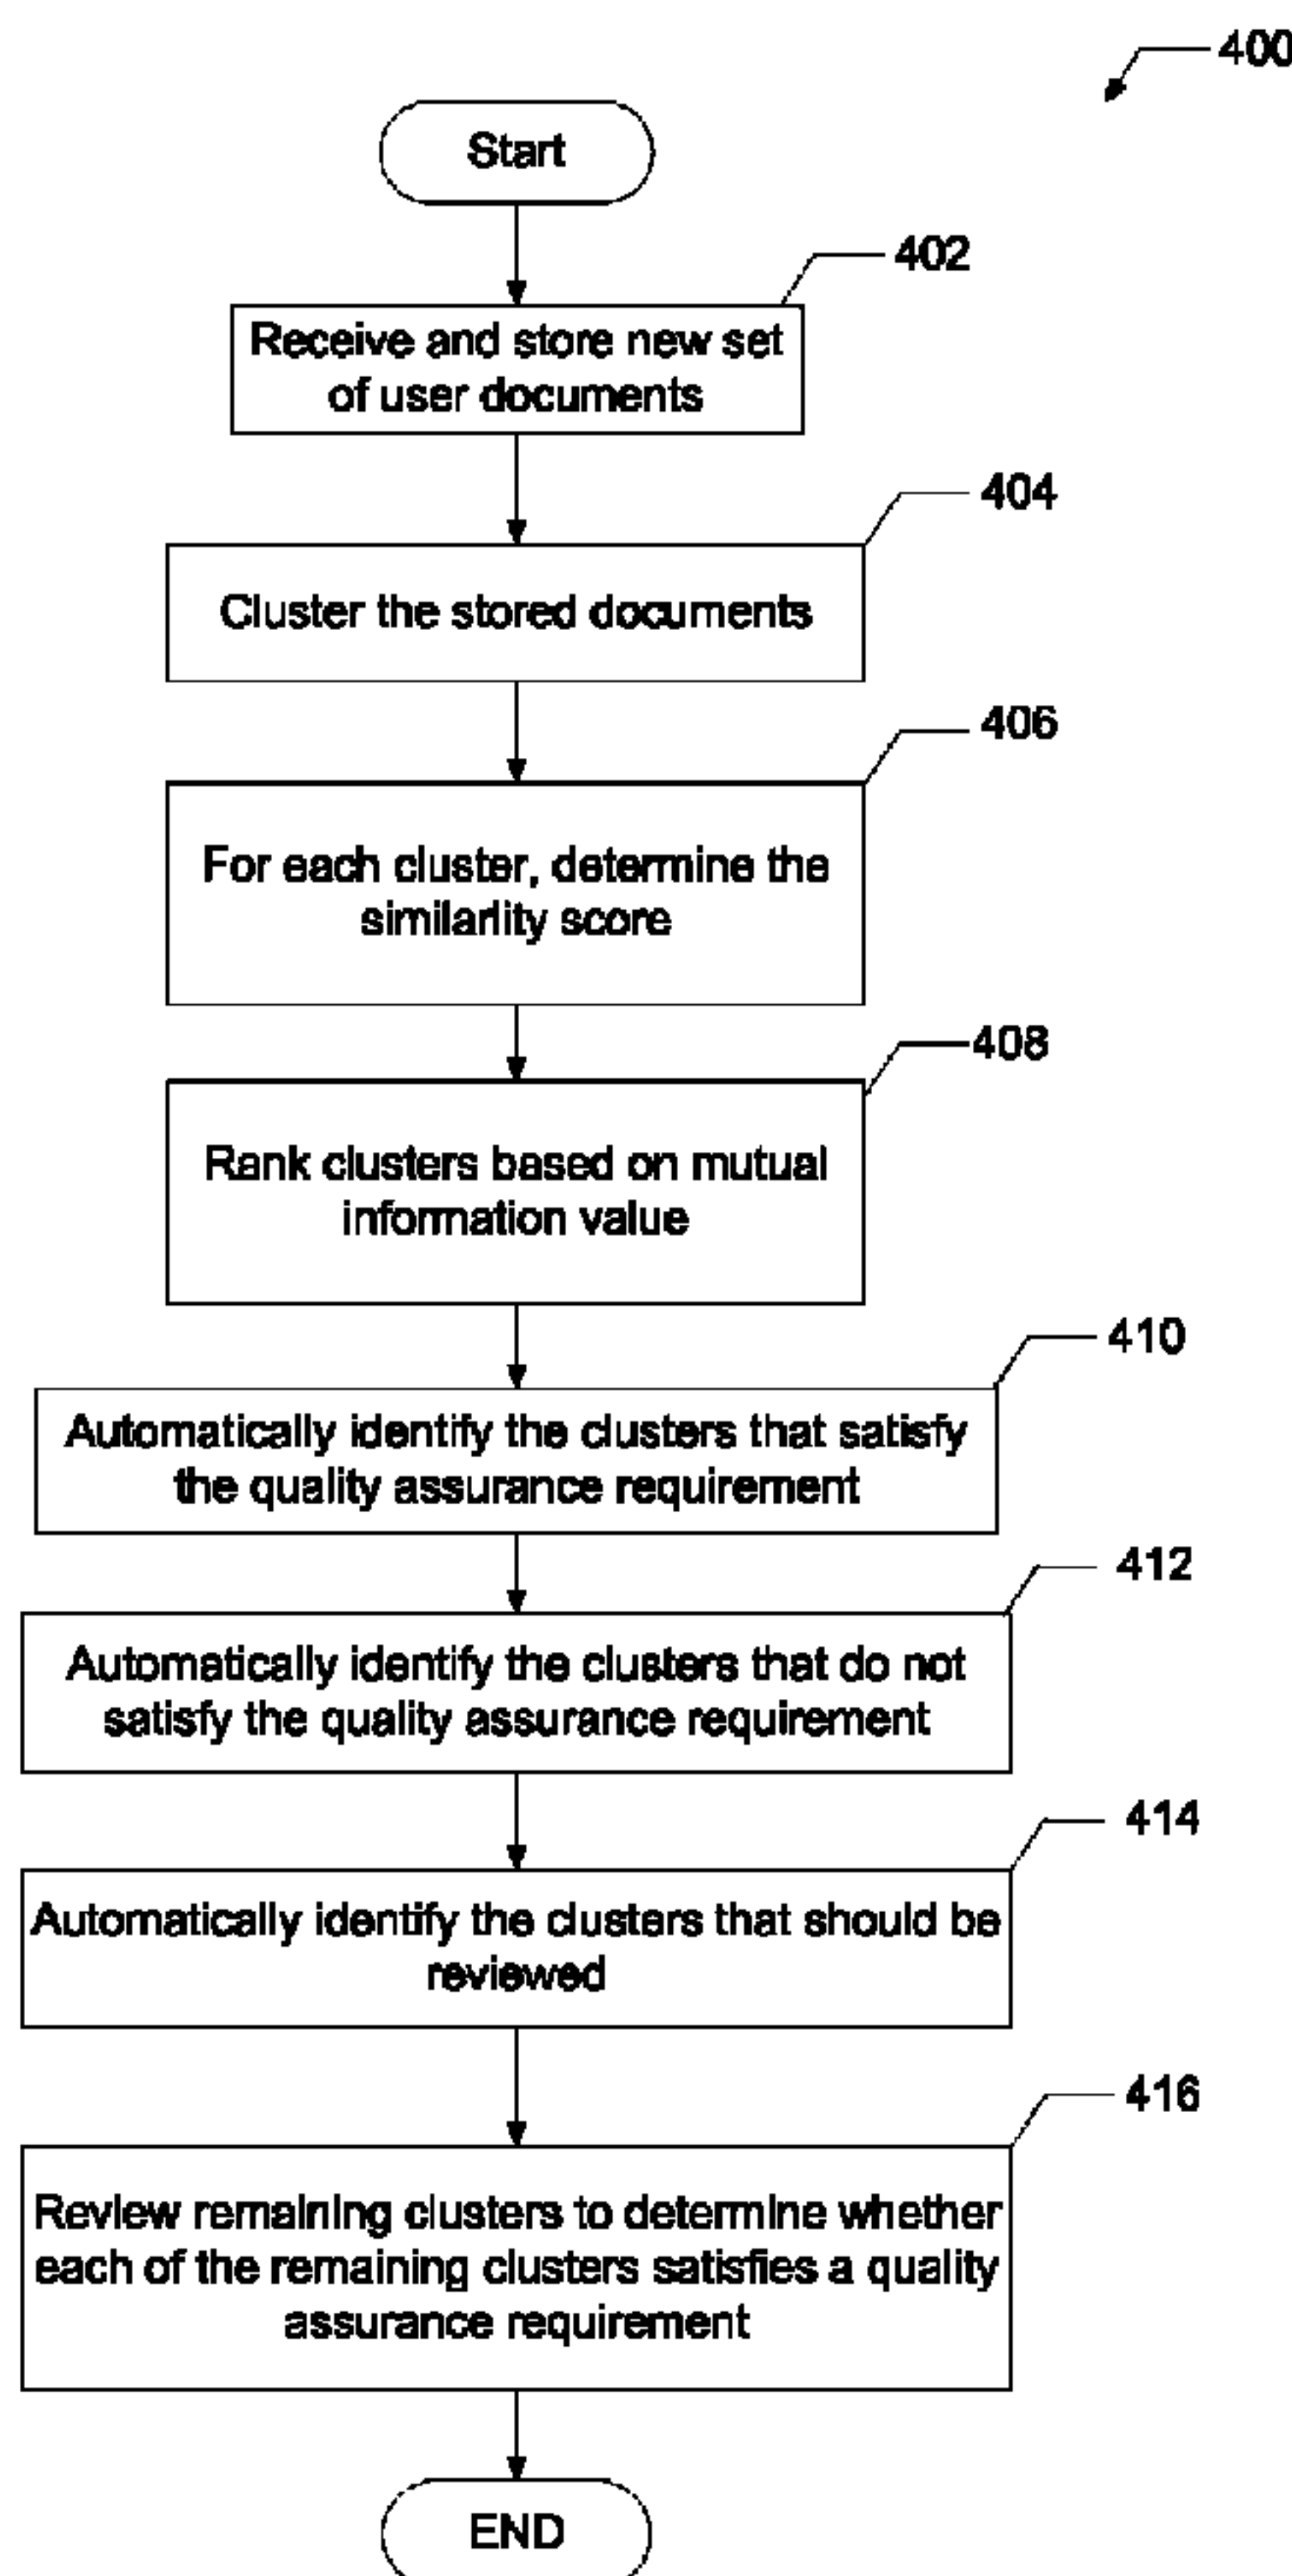 400
Start
402
Receive and store new set
of user documents
404
Cluster the stored documents
406
For each cluster, determine the
similarlity score
408
Rank clusters based on mutual
information value
410
Automatically identify the clusters that satisfy
the quality assurance requirement
412
Automatically identify the clusters that do not
satisfy the quality assurance requirement
414
Automatically identify the clusters that should be
reviewed
416
Review remaining clusters to determine whether
each of the remaining clusters satisfies a quality
assurance requirement
END